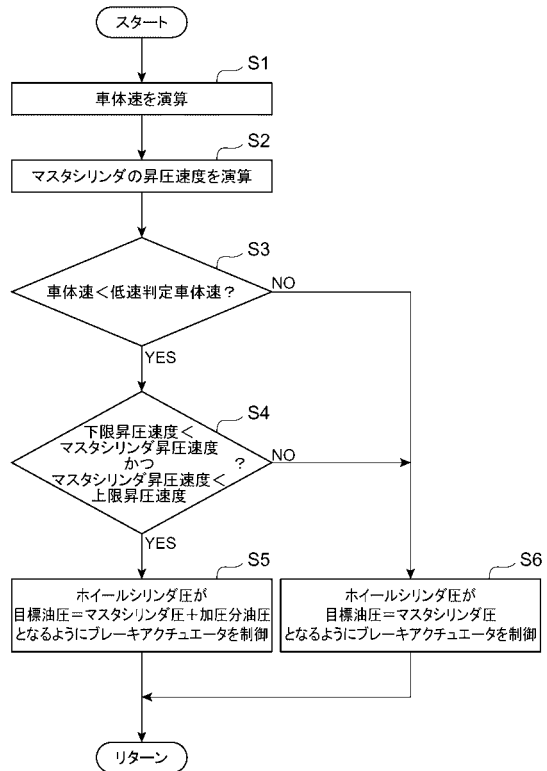 スタート
S1
車体速を演算
S2
マスタシリンダの昇圧速度を演算
S3
車体速＜低速判定車体速？
NO
YES
S4
下限昇圧速度＜
マスタシリンダ昇圧速度
かつ ？
マスタシリンダ昇圧速度＜
上限昇圧速度
NO
YES
S5
ホイールシリンダ圧が
目標油圧＝マスタシリンダ圧＋加圧分油圧
となるようにブレーキアクチュエータを制御
S6
ホイールシリンダ圧が
目標油圧＝マスタシリンダ圧
となるようにブレーキアクチュエータを制御
リターン